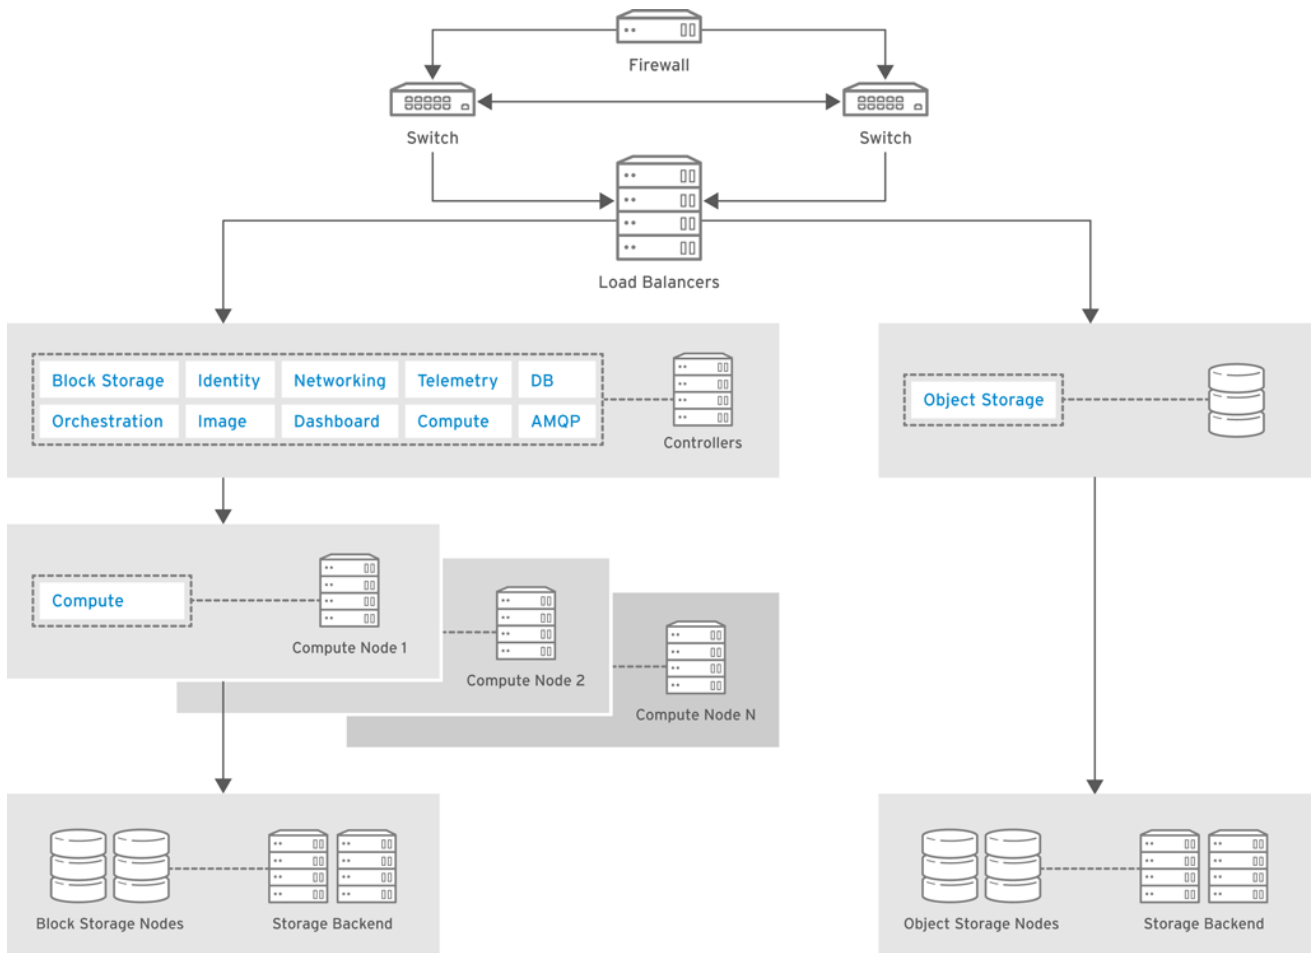 Firewall
Switch
Switch
Load Balancers
Block Storage
Identity
Networking
Telemetry
DB
Orchestration
Image
Dashboard
Compute
AMQP
Controllers
Object Storage
Compute
Compute Node 1
Compute Node 2
Compute Node N
Block Storage Nodes
Storage Backend
Object Storage Nodes
Storage Backend